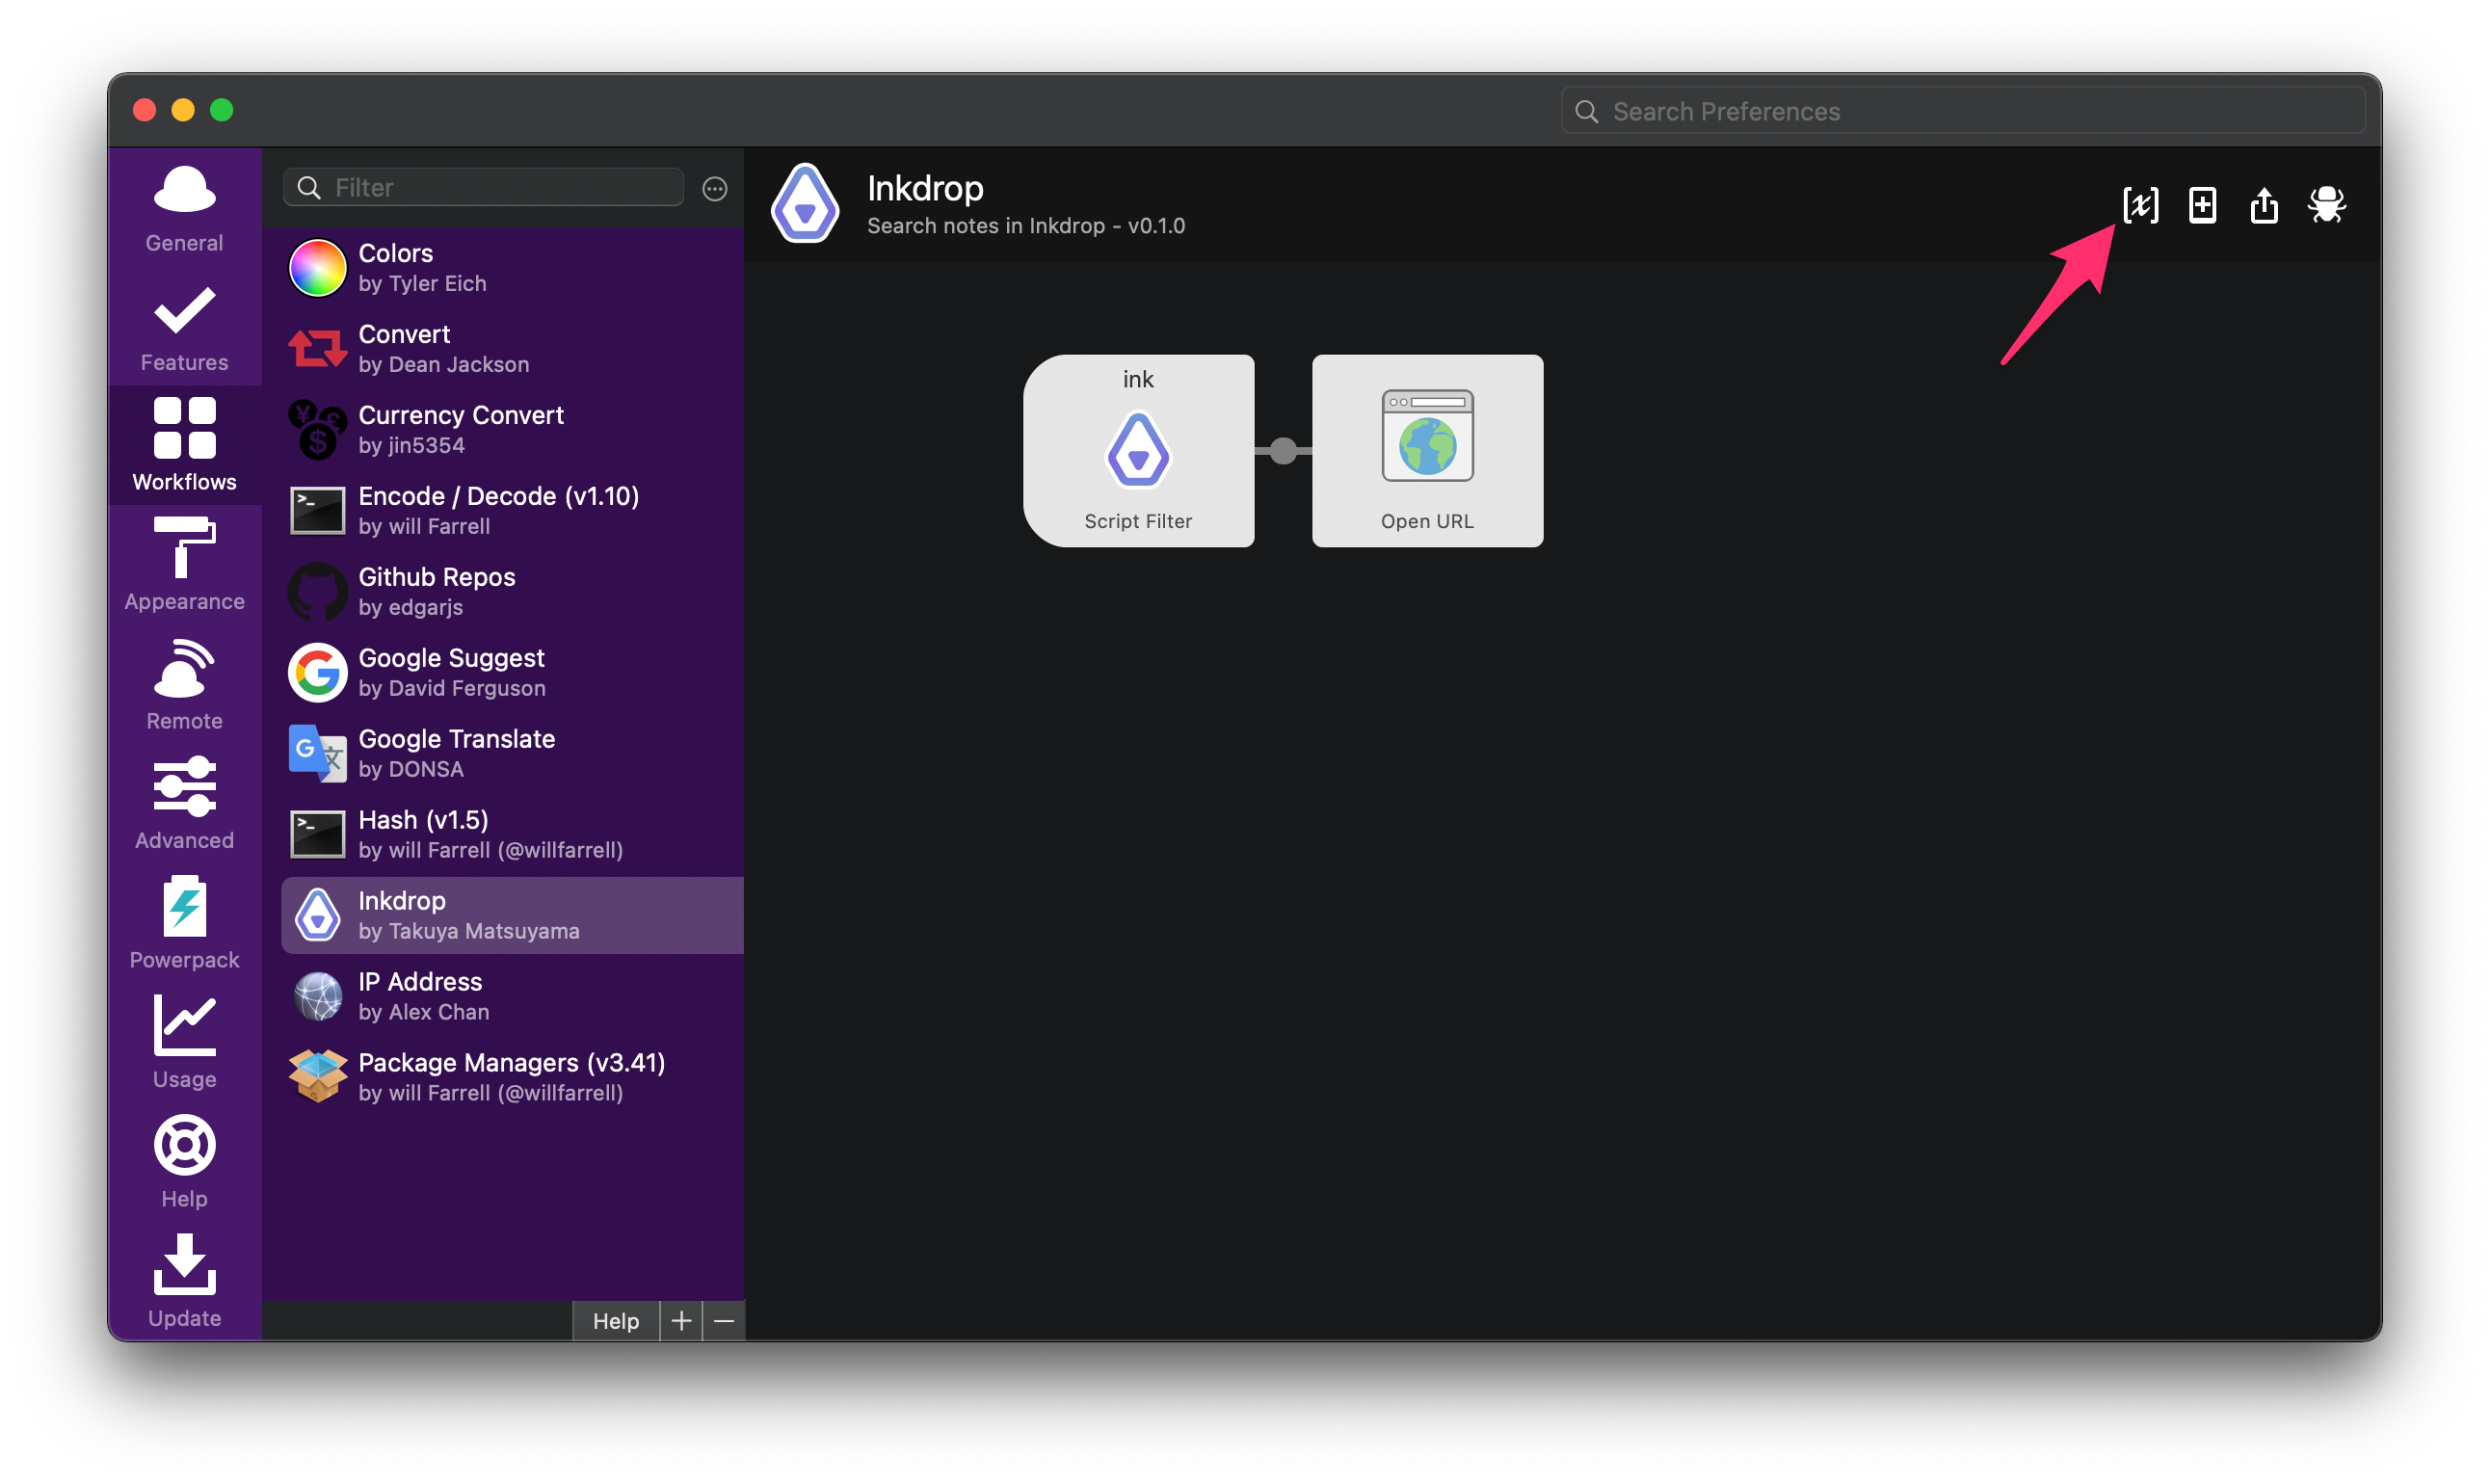 Search Preferences
General
Features
Workflows
Appearance
Remote
Advanced
Powerpack
Usage
Help
Update
Filter
Colors
by Tyler Eich
Convert
by Dean Jackson
Currency Convert
by jin5354
Encode / Decode (v1.10)
by will Farrell
Github Repos
by edgarjs
Google Suggest
by David Ferguson
Google Translate
by DONSA
Hash (v1.5)
by will Farrell (@willfarrell)
Inkdrop
by Takuya Matsuyama
IP Address
by Alex Chan
Package Managers (v3.41)
by will Farrell (@willfarrell)
Help
Inkdrop
Search notes in Inkdrop - v0.1.0
[x]
ink
Script Filter
Open URL